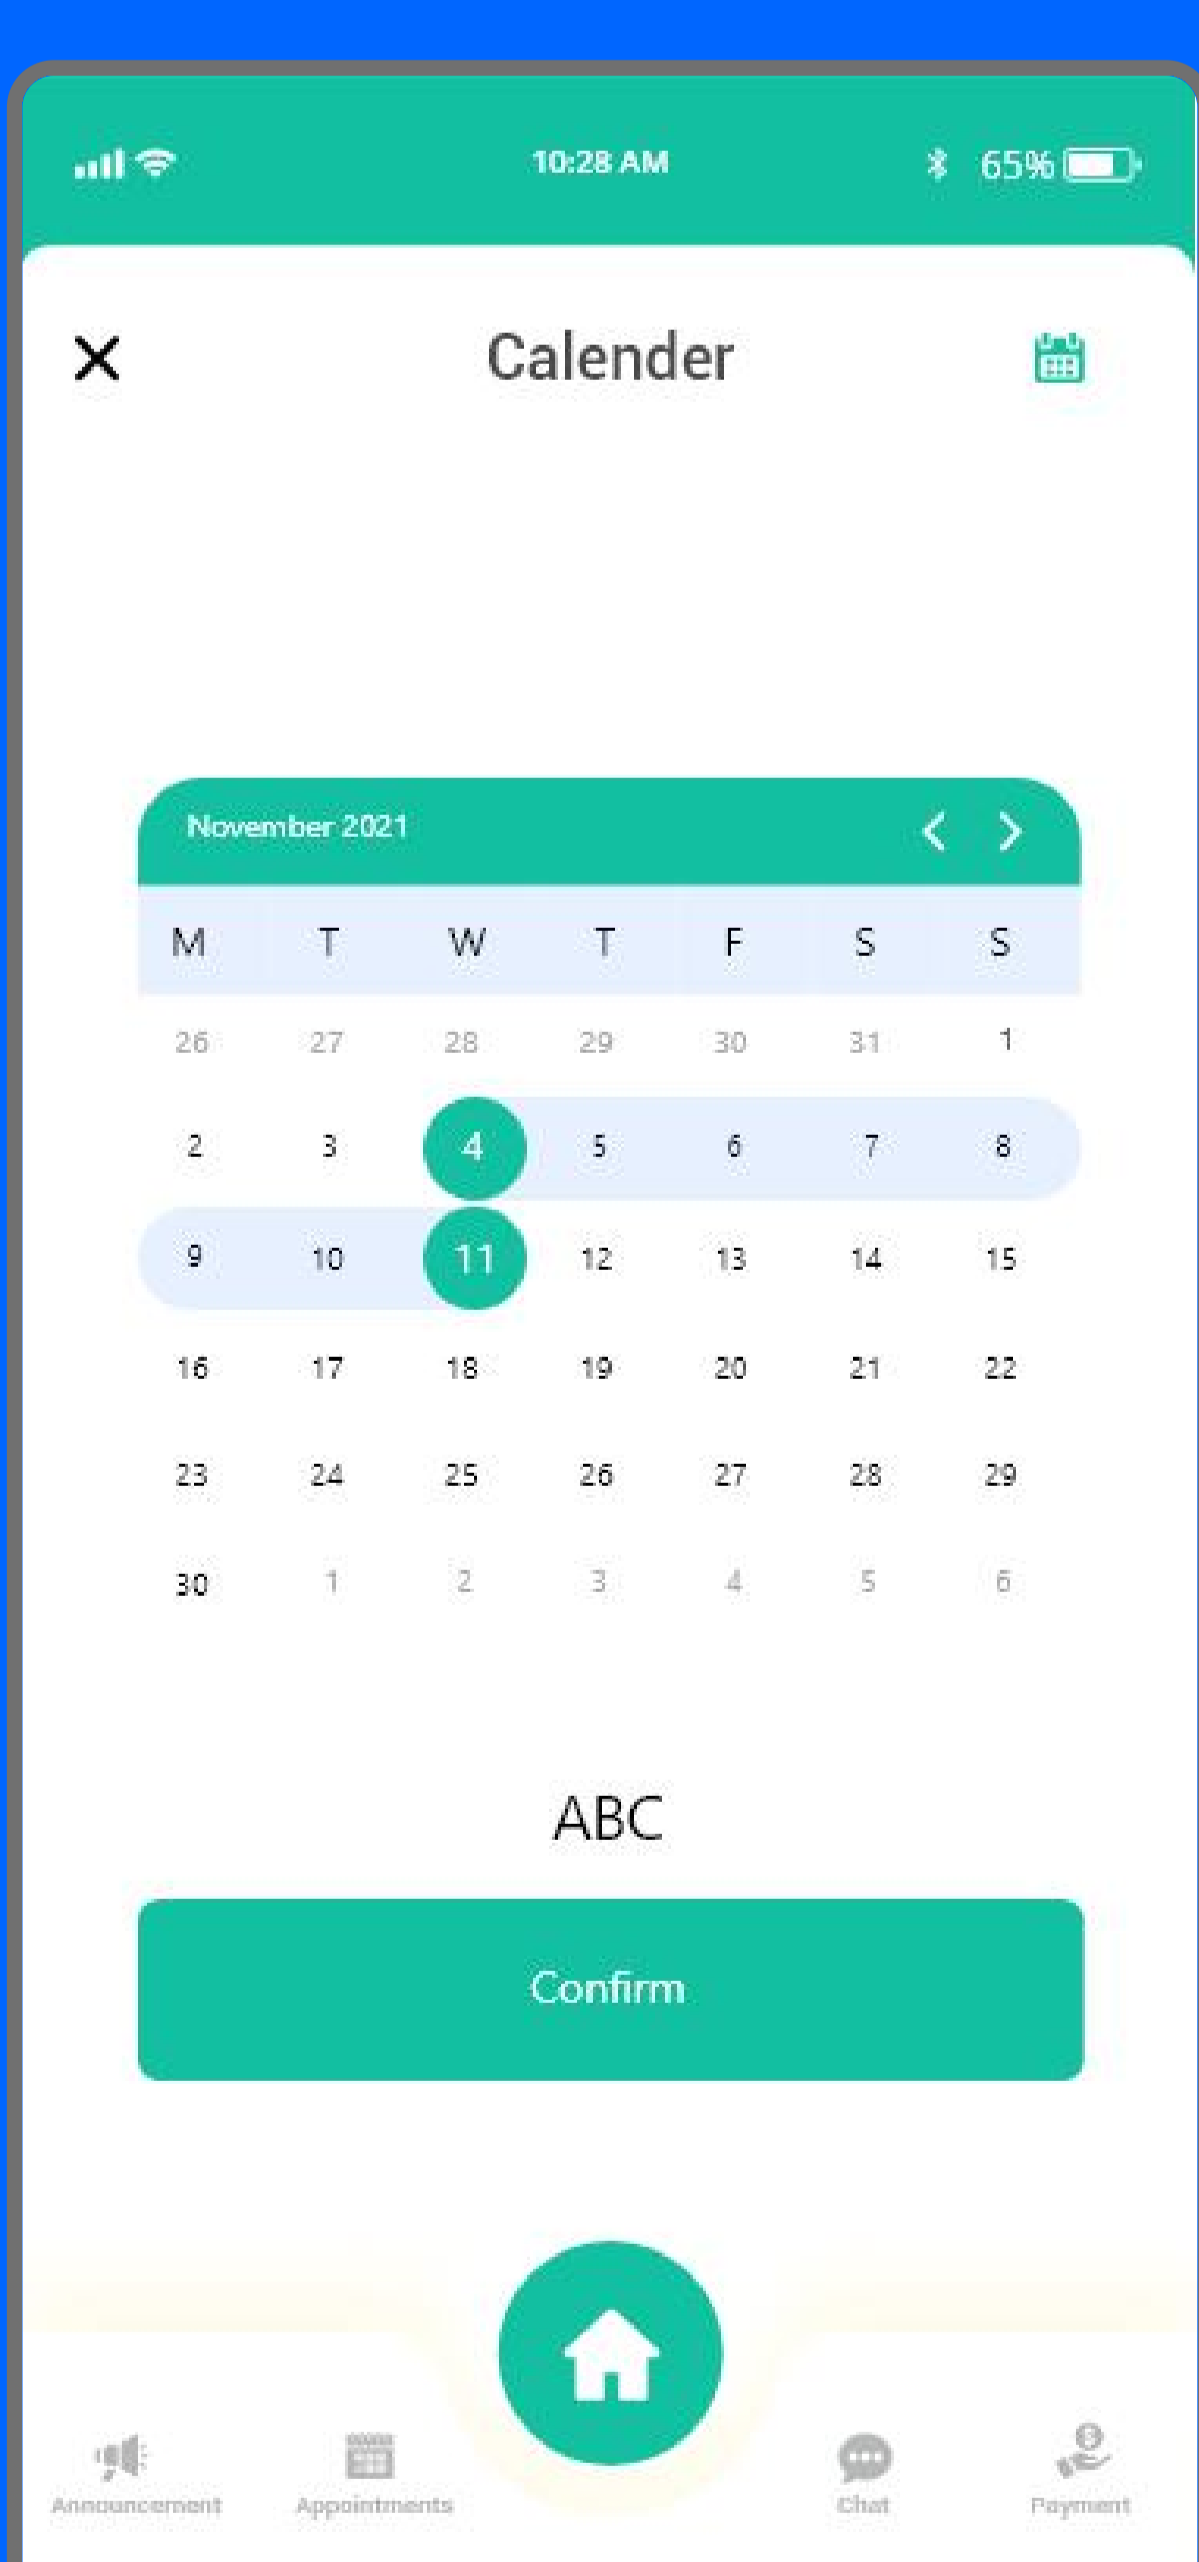 10:28 AM 65%
Calender
November 2021
M T W T F S S
26 27 28 29 30 31 1
2 3 4 5 6 7 8
9 10 11 12 13 14 15
16 17 18 19 20 21 22
23 24 25 26 27 28 29
30 1 2 3 4 5 6
ABC
Confirm
Announcement Appointments Chat Payment